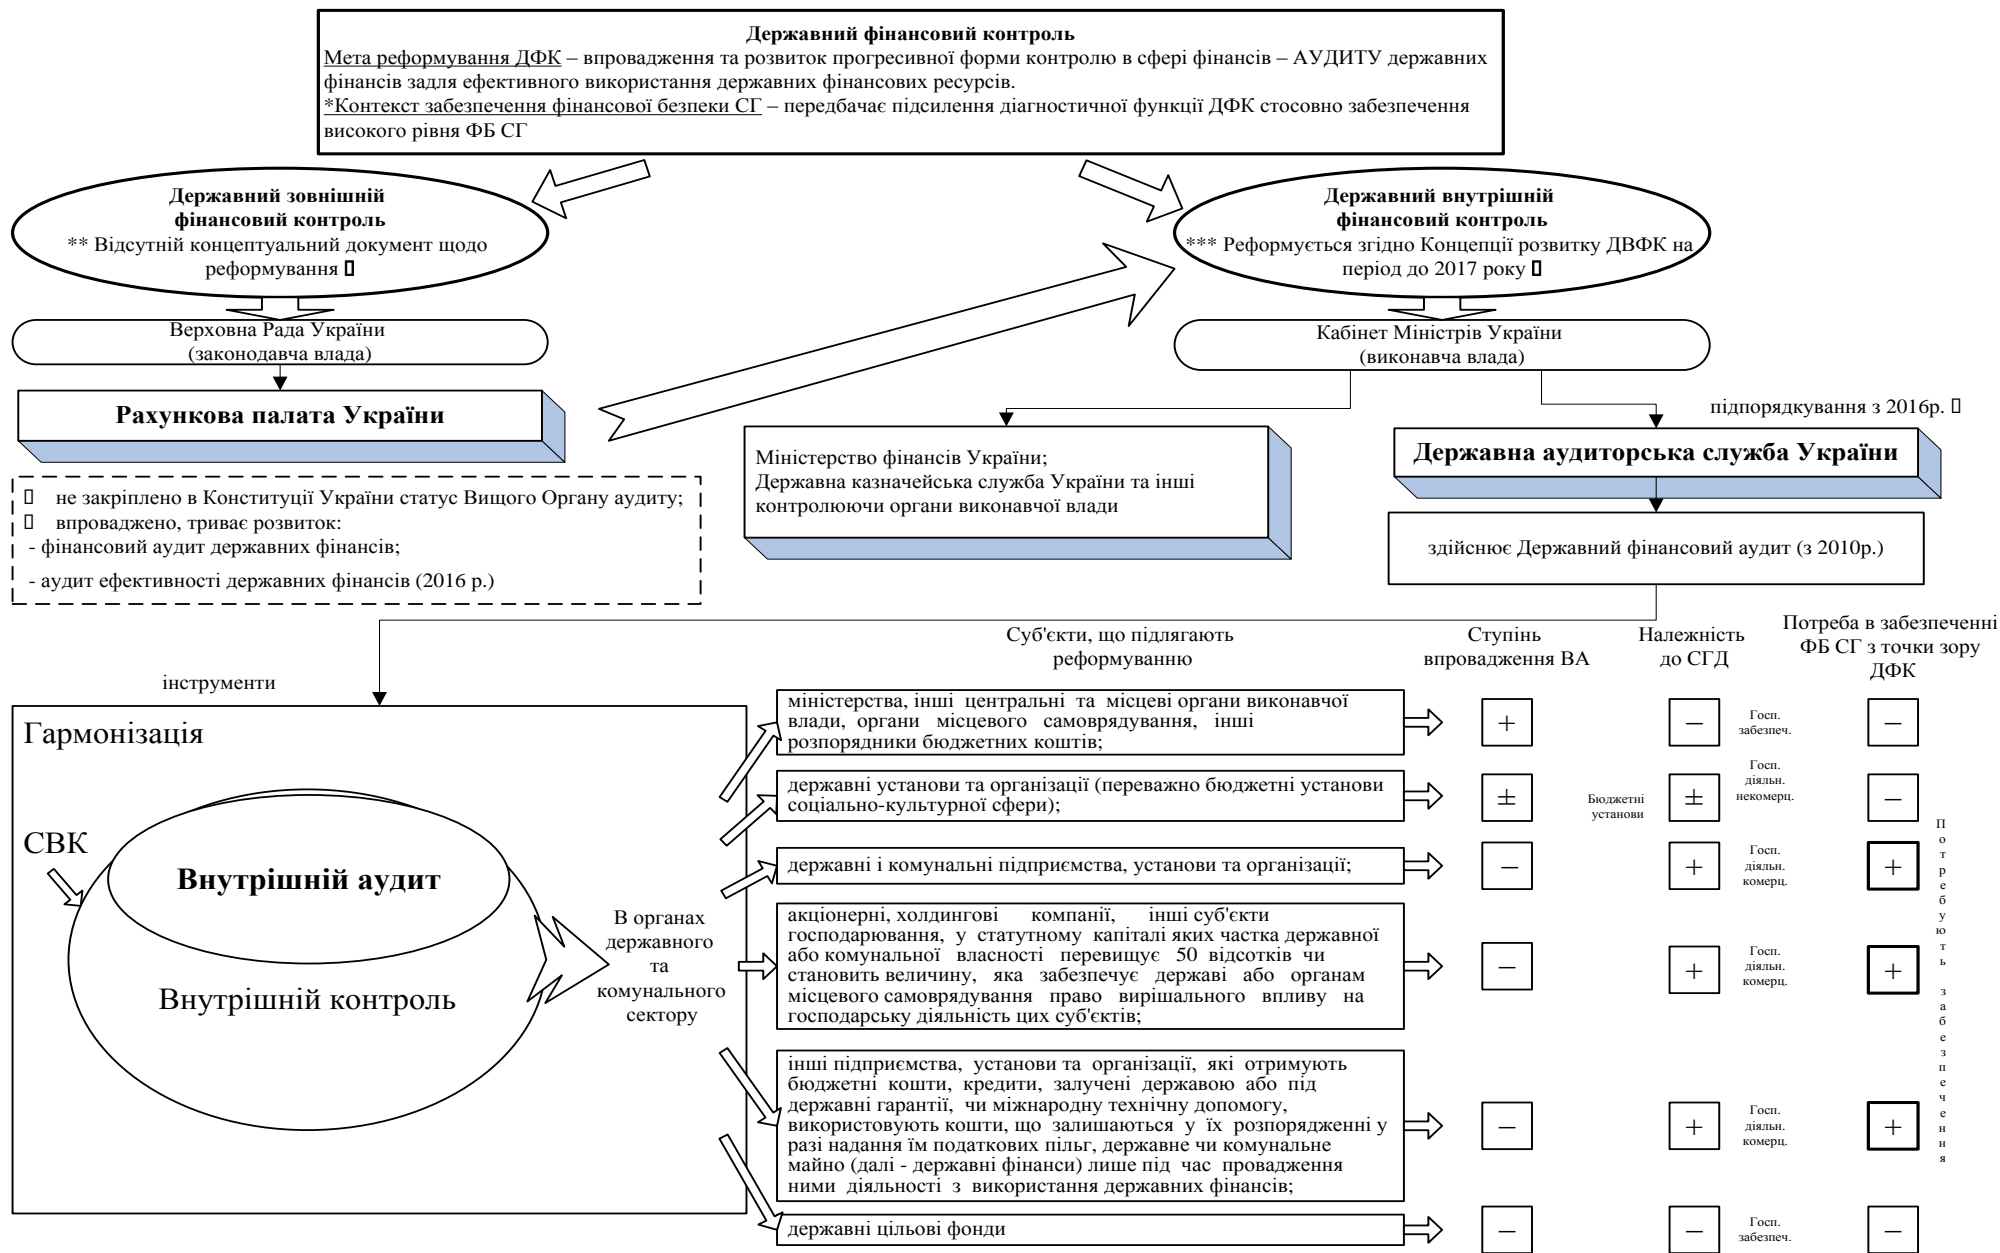 Державний фінансовий контроль
Мета реформування ДФК – впровадження та розвиток прогресивної форми контролю в сфері фінансів – АУДИТУ державних
фінансів задля ефективного використання державних фінансових ресурсів.
*Контекст забезпечення фінансової безпеки СГ – передбачає підсилення діагностичної функції ДФК стосовно забезпечення
високого рівня ФБ СГ
Державний зовнішній
фінансовий контроль
** Відсутній концептуальний документ щодо
реформування ▯
Державний внутрішній
фінансовий контроль
*** Реформується згідно Концепції розвитку ДВФК на
період до 2017 року ▯
Верховна Рада України
(законодавча влада)
Кабінет Міністрів України
(виконавча влада)
Рахункова палата України
підпорядкування з 2016р. ▯
Міністерство фінансів України;
Державна казначейська служба України та інші
контролюючи органи виконавчої влади
Державна аудиторська служба України
▯ не закріплено в Конституції України статус Вищого Органу аудиту;
▯ впроваджено, триває розвиток:
- фінансовий аудит державних фінансів;
- аудит ефективності державних фінансів (2016 р.)
здійснює Державний фінансовий аудит (з 2010р.)
інструменти
Суб'єкти, що підлягають
реформуванню
Ступінь
впровадження ВА
Належність
до СГД
Потреба в забезпеченні
ФБ СГ з точки зору
ДФК
Гармонізація
СВК
Внутрішній аудит
Внутрішній контроль
В органах
державного
та
комунального
сектору
міністерства, інші центральні та місцеві органи виконавчої
влади, органи місцевого самоврядування, інші
розпорядники бюджетних коштів;
+
–
Госп.
забезпеч.
–
державні установи та організації (переважно бюджетні установи
соціально-культурної сфери);
±
Бюджетні
установи
±
Госп.
діяльн.
некомерц.
–
державні і комунальні підприємства, установи та організації;
–
+
Госп.
діяльн.
комерц.
+
акціонерні, холдингові компанії, інші суб'єкти
господарювання, у статутному капіталі яких частка державної
або комунальної власності перевищує 50 відсотків чи
становить величину, яка забезпечує державі або органам
місцевого самоврядування право вирішального впливу на
господарську діяльність цих суб'єктів;
–
+
Госп.
діяльн.
комерц.
+
інші підприємства, установи та організації, які отримують
бюджетні кошти, кредити, залучені державою або під
державні гарантії, чи міжнародну технічну допомогу,
використовують кошти, що залишаються у їх розпорядженні у
разі надання їм податкових пільг, державне чи комунальне
майно (далі - державні фінанси) лише під час провадження
ними діяльності з використання державних фінансів;
–
+
Госп.
діяльн.
комерц.
+
державні цільові фонди
–
–
Госп.
забезпеч.
–
Потребують забезпечення